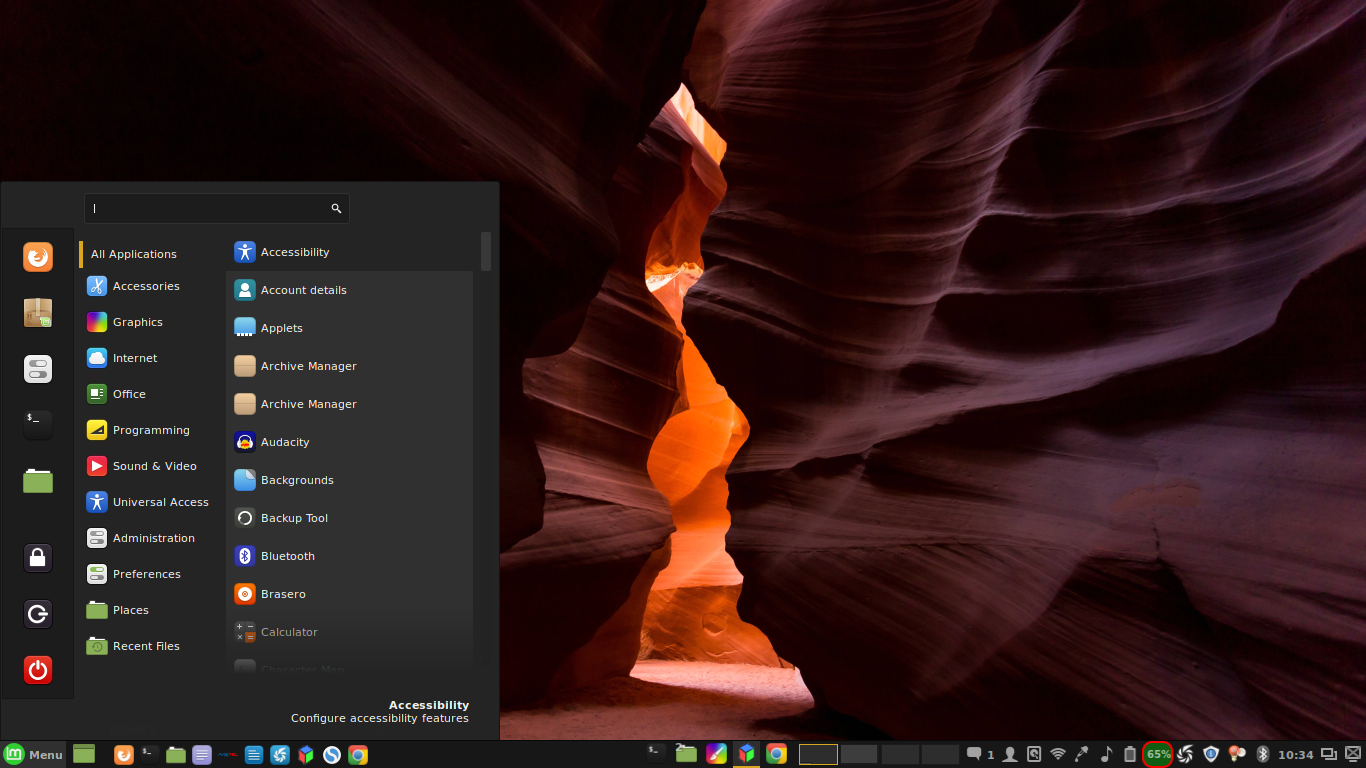 All Applications
Accessories
Graphics
Internet
Office
Programming
Sound & Video
Universal Access
Administration
Preferences
Places
Recent Files
Accessibility
Account details
Applets
Archive Manager
Archive Manager
Audacity
Backgrounds
Backup Tool
Bluetooth
Brasero
Calculator
Character Map
Accessibility
Configure accessibility features
Menu
1
65%
10:34